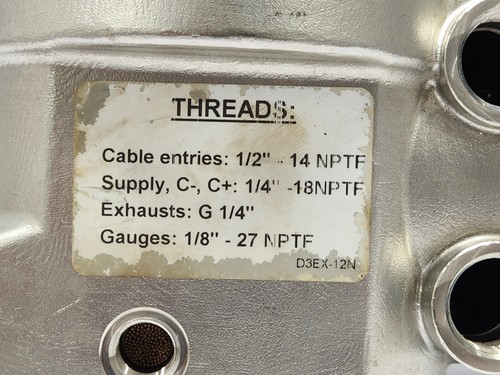 THREADS:
Cable entries: 1/2" - 14 NPTF
Supply, C-, C+: 1/4" -18NPTF
Exhausts: G 1/4"
Gauges: 1/8" - 27 NPTF
D3EX-12N